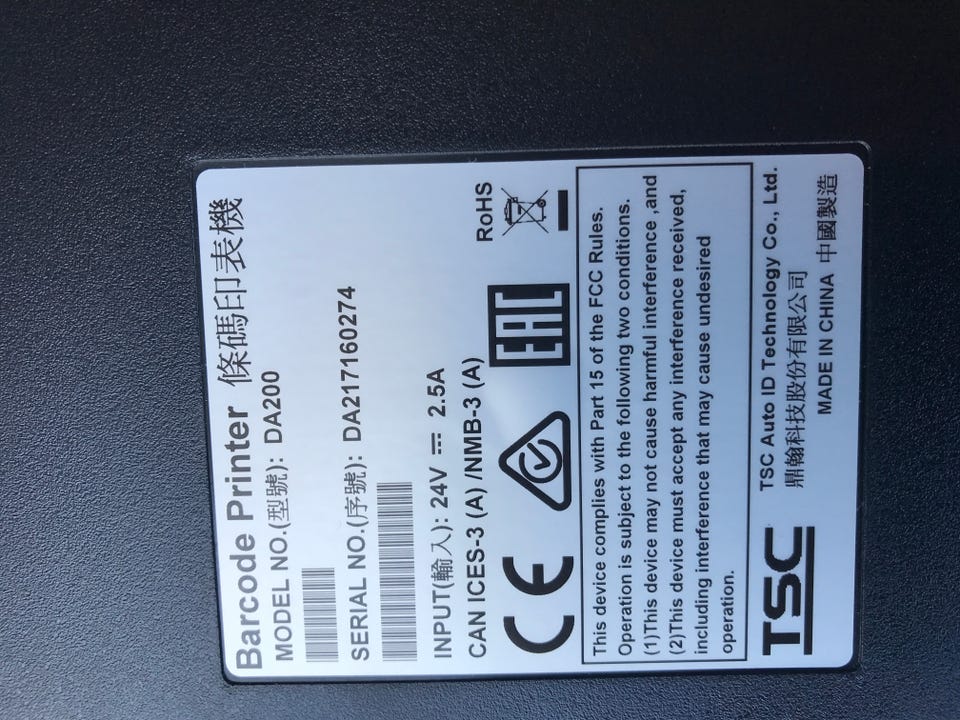 Barcode Printer 條碼印表機
MODEL NO.(型號): DA200
SERIAL NO.(序號): DA217160274
INPUT(輸入): 24V ⎓ 2.5A
CAN ICES-3 (A) /NMB-3 (A)
RoHS
CE
EAC
This device complies with Part 15 of the FCC Rules.
Operation is subject to the following two conditions.
(1)This device may not cause harmful interference ,and
(2)This device must accept any interference received,
including interference that may cause undesired
operation.
TSC
TSC Auto ID Technology Co., Ltd.
鼎翰科技股份有限公司
MADE IN CHINA 中國製造